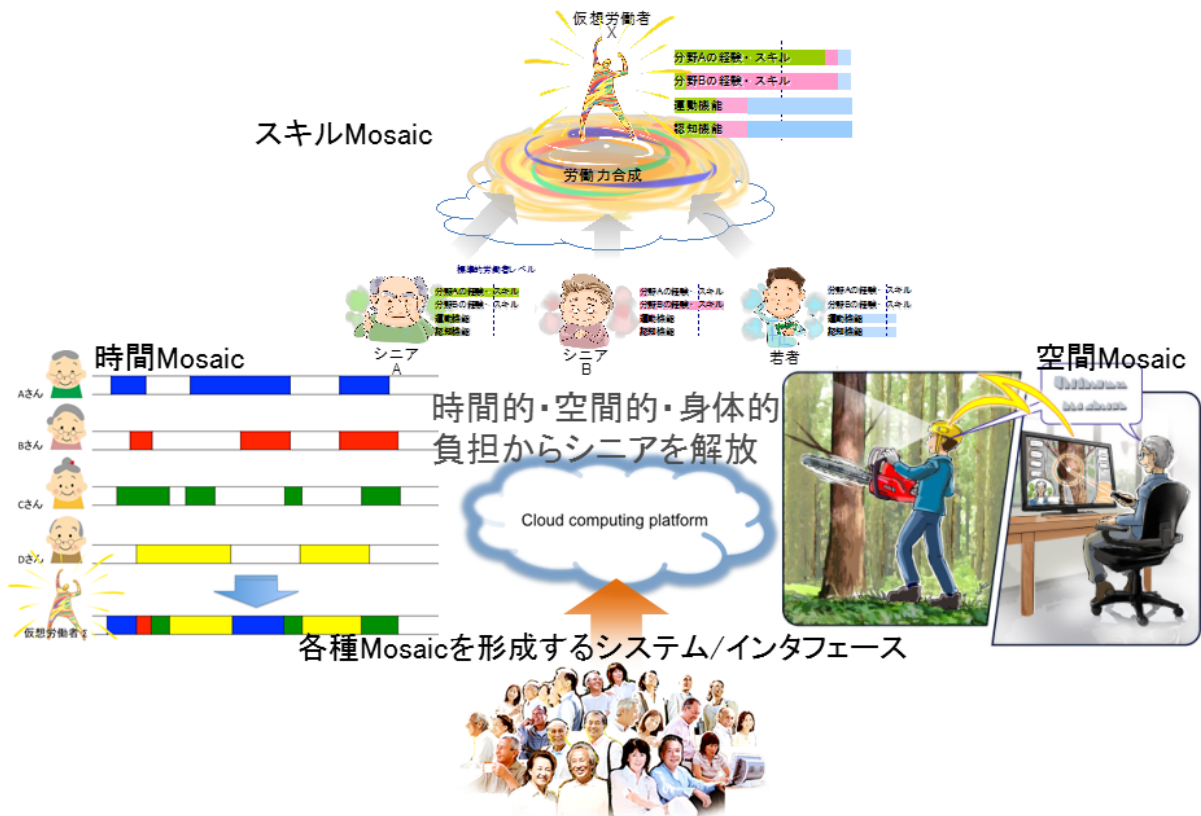 仮想労働者
X
分野Aの経験・スキル
分野Bの経験・スキル
運動機能
認知機能
スキルMosaic
労働力合成
標準的労働者レベル
分野Aの経験・スキル
分野Bの経験・スキル
運動機能
認知機能
シニア
A
分野Aの経験・スキル
分野Bの経験・スキル
運動機能
認知機能
シニア
B
分野Aの経験・スキル
分野Bの経験・スキル
運動機能
認知機能
若者
時間Mosaic
Aさん
Bさん
Cさん
Dさん
仮想労働者
時間的・空間的・身体的
負担からシニアを解放
Cloud computing platform
空間Mosaic
各種Mosaicを形成するシステム/インタフェース